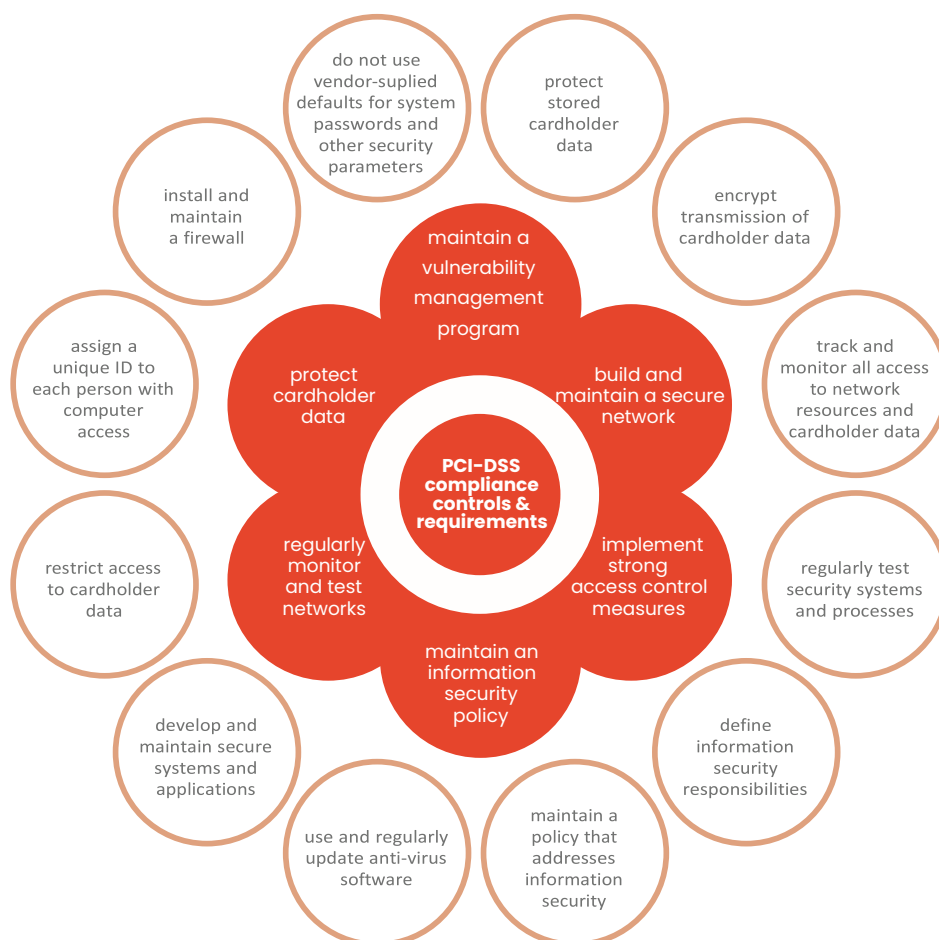 do not use
vendor-suplied
defaults for system
passwords and
other security
parameters
protect
stored
cardholder
data
install and
maintain
a firewall
encrypt
transmission of
cardholder data
maintain a
vulnerability
management
program
assign a
unique ID to
each person with
computer
access
protect
cardholder
data
build and
maintain a secure
network
track and
monitor all access
to network
resources and
cardholder data
PCI-DSS
compliance
controls &
requirements
restrict access
to cardholder
data
regularly
monitor
and test
networks
implement
strong
access control
measures
regularly test
security systems
and processes
maintain an
information
security
policy
develop and
maintain secure
systems and
applications
define
information
security
responsibilities
use and regularly
update anti-virus
software
maintain a
policy that
addresses
information
security